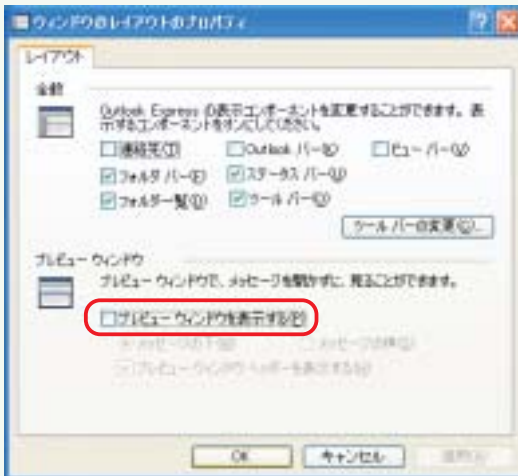 ウィンドウのレイアウトのプロパティ
レイアウト
全般
Outlook Express の表示コンポーネントを変更することができます。表
示するコンポーネントをオンにしてください。
連絡先(T) Outlook バー(K) ビュー バー(V)
フォルダ バー(E) ステータス バー(U)
フォルダ一覧(D) ツール バー(O)
ツール バーの変更(C)...
プレビュー ウィンドウ
プレビュー ウィンドウで、メッセージを開かずに、見ることができます。
プレビュー ウィンドウを表示する(P)
メッセージの下(B) メッセージの横(S)
プレビュー ウィンドウ ヘッダーを表示する(W)
OK キャンセル 適用(A)